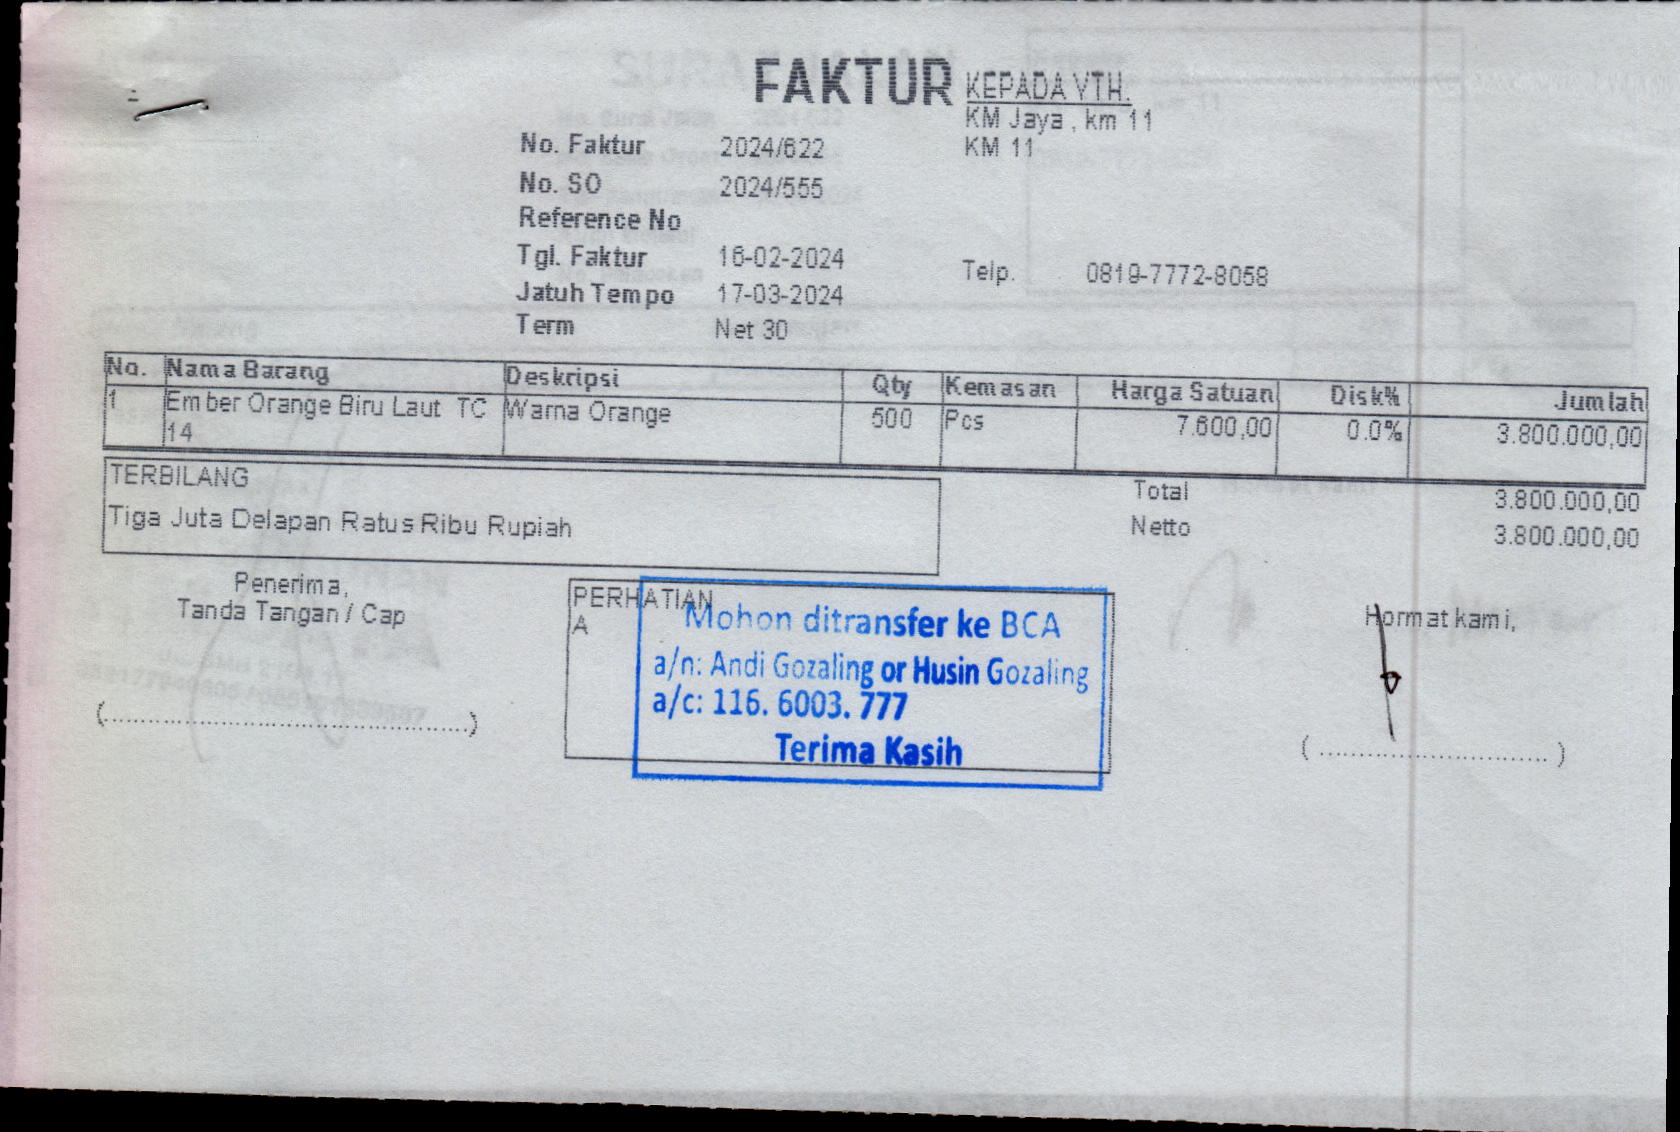 FAKTUR
KEPADA YTH.
KM Jaya , km 11
KM 11
No. Faktur 2024/622
No. SO 2024/555
Reference No
Tgl. Faktur 16-02-2024
Telp. 0819-7772-8058
Jatuh Tempo 17-03-2024
Term Net 30
No. Nama Barang Deskripsi Qty Kemasan Harga Satuan Disk% Jumlah
1 Ember Orange Biru Laut TC Warna Orange 500 Pcs 7.600,00 0.0% 3.800.000,00
14
TERBILANG
Tiga Juta Delapan Ratus Ribu Rupiah
Total 3.800.000,00
Netto 3.800.000,00
Penerima,
Tanda Tangan / Cap
(........................................)
PERHATIAN
A
Mohon ditransfer ke BCA
a/n: Andi Gozaling or Husin Gozaling
a/c: 116. 6003. 777
Terima Kasih
Hormat kami,
( ............................... )